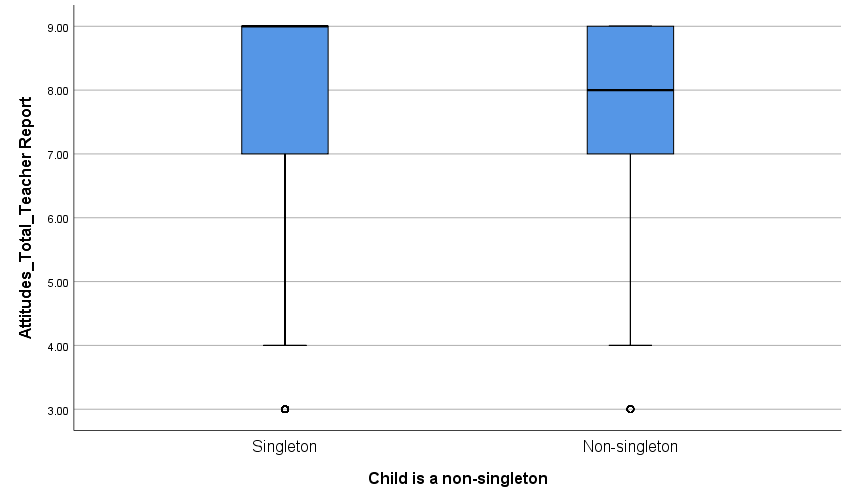 Attitudes_Total_Teacher Report
9.00
8.00
7.00
6.00
5.00
4.00
3.00
Singleton Non-singleton
Child is a non-singleton